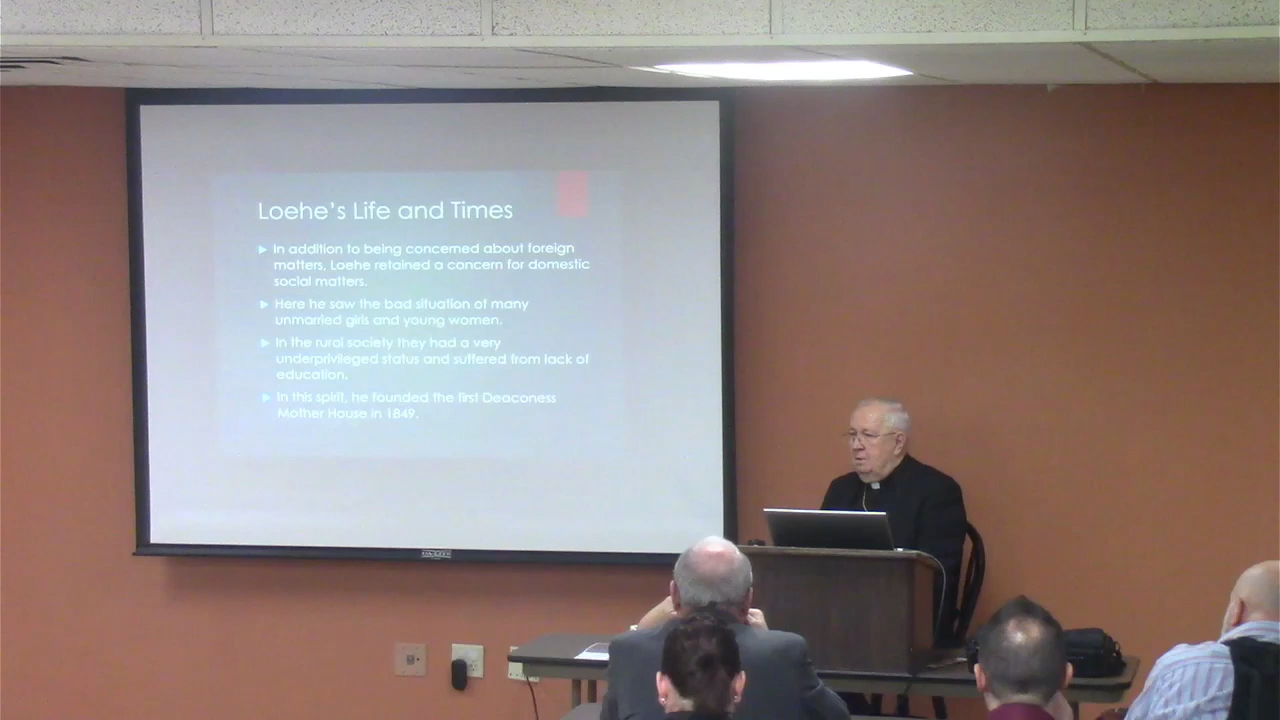 Loehe's Life and Times
In addition to being concerned about foreign
matters, Loehe retained a concern for domestic
social matters.
Here he saw the bad situation of many
unmarried girls and young women.
In the rural society they had a very
underprivileged status and suffered from lack of
education.
In this spirit, he founded the first Deaconess
Mother House in 1849.